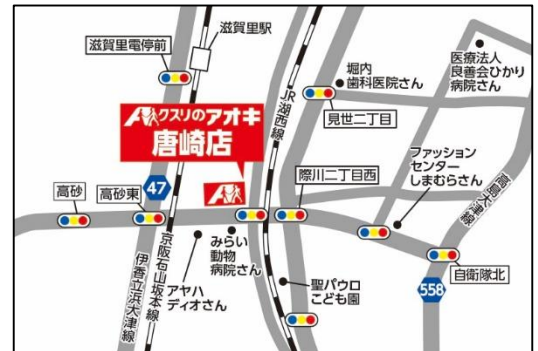 滋賀里駅
滋賀里電停前
医療法人
良善会ひかり
病院さん
堀内
歯科医院さん
JR湖西線
見世二丁目
クスリのアオキ
唐崎店
ファッション
センター
しまむらさん
高島大津線
際川二丁目西
47
高砂
高砂東
みらい
動物
病院さん
アヤハ
ディオさん
京阪石山坂本線
伊香立浜大津線
聖パウロ
こども園
自衛隊北
558